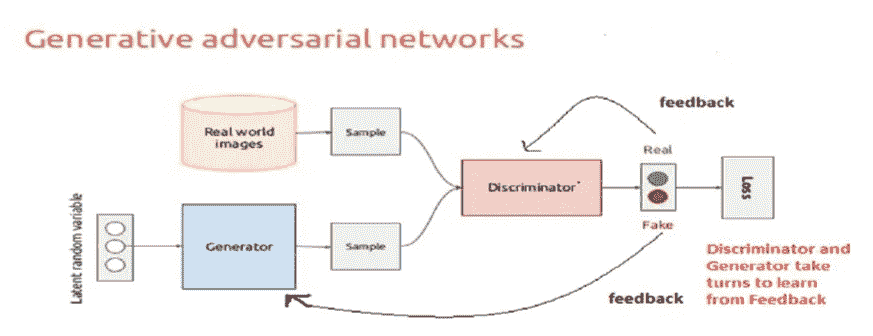 Generative adversarial networks
feedback
Real world
images
Sample
Real
Discriminator
Loss
Latent random variable
Generator
Sample
Fake
Discriminator and
Generator take
turns to learn
from Feedback
feedback